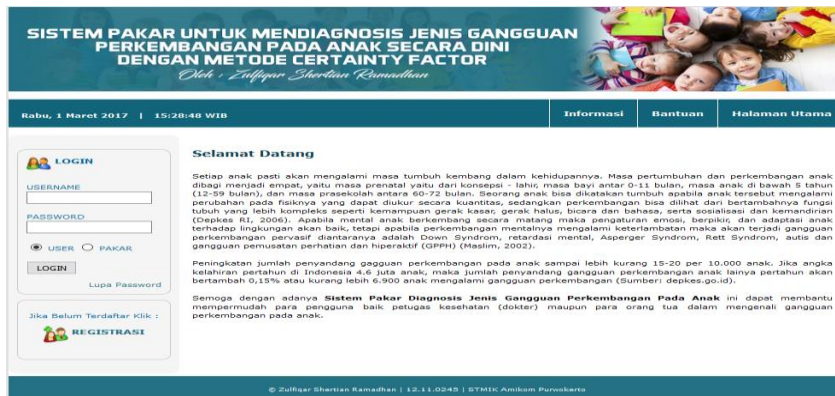 SISTEM PAKAR UNTUK MENDIAGNOSIS JENIS GANGGUAN
PERKEMBANGAN PADA ANAK SECARA DINI
DENGAN METODE CERTAINTY FACTOR
Oleh : Zulfiqar Shertian Ramadhan
Rabu, 1 Maret 2017 | 15:28:48 WIB
Informasi
Bantuan
Halaman Utama
LOGIN
USERNAME
PASSWORD
USER PAKAR
LOGIN
Lupa Password
Jika Belum Terdaftar Klik :
REGISTRASI
Selamat Datang
Setiap anak pasti akan mengalami masa tumbuh kembang dalam kehidupannya. Masa pertumbuhan dan perkembangan anak
dibagi menjadi empat, yaitu masa prenatal yaitu dari konsepsi - lahir, masa bayi antar 0-11 bulan, masa anak di bawah 5 tahun
(12-59 bulan), dan masa prasekolah antara 60-72 bulan. Seorang anak bisa dikatakan tumbuh apabila anak tersebut mengalami
perubahan pada fisiknya yang dapat diukur secara kuantitas, sedangkan perkembangan bisa dilihat dari bertambahnya fungsi
tubuh yang lebih kompleks seperti kemampuan gerak kasar, gerak halus, bicara dan bahasa, serta sosialisasi dan kemandirian
(Depkes RI, 2006). Apabila mental anak berkembang secara matang maka pengaturan emosi, berpikir, dan adaptasi anak
terhadap lingkungan akan baik, tetapi apabila perkembangan mentalnya mengalami keterlambatan maka akan terjadi gangguan
perkembangan pervasif diantaranya adalah Down Syndrom, retardasi mental, Asperger Syndrom, Rett Syndrom, autis dan
gangguan pemusatan perhatian dan hiperaktif (GPPH) (Maslim, 2002).
Peningkatan jumlah penyandang gagguan perkembangan pada anak sampai lebih kurang 15-20 per 10.000 anak. Jika angka
kelahiran pertahun di Indonesia 4.6 juta anak, maka jumlah penyandang gangguan perkembangan anak lainya pertahun akan
bertambah 0,15% atau kurang lebih 6.900 anak mengalami gangguan perkembangan (Sumber: depkes.go.id).
Semoga dengan adanya Sistem Pakar Diagnosis Jenis Gangguan Perkembangan Pada Anak ini dapat membantu
mempermudah para pengguna baik petugas kesehatan (dokter) maupun para orang tua dalam mengenali gangguan
perkembangan pada anak.
© Zulfiqar Shertian Ramadhan | 12.11.0245 | STMIK Amikom Purwokerto